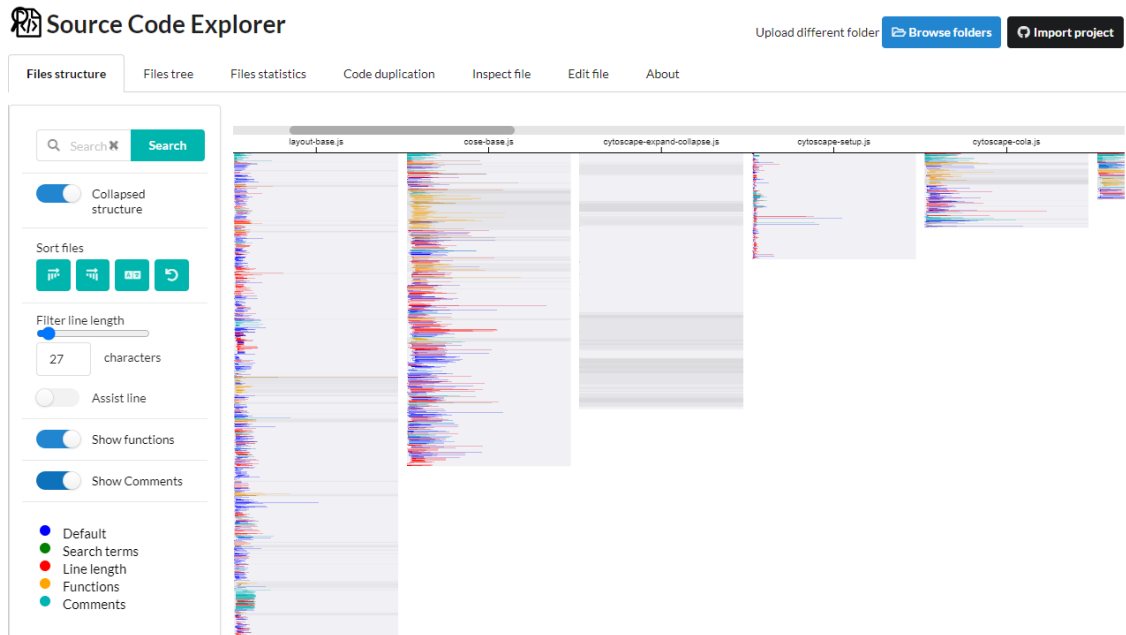 Source Code Explorer
Upload different folder Browse folders Import project
Files structure Files tree Files statistics Code duplication Inspect file Edit file About
Search Search
layout-base.js cose-base.js cytoscape-expand-collapse.js cytoscape-setup.js cytoscape-cola.js
Collapsed
structure
Sort files
Filter line length
27 characters
Assist line
Show functions
Show Comments
Default
Search terms
Line length
Functions
Comments